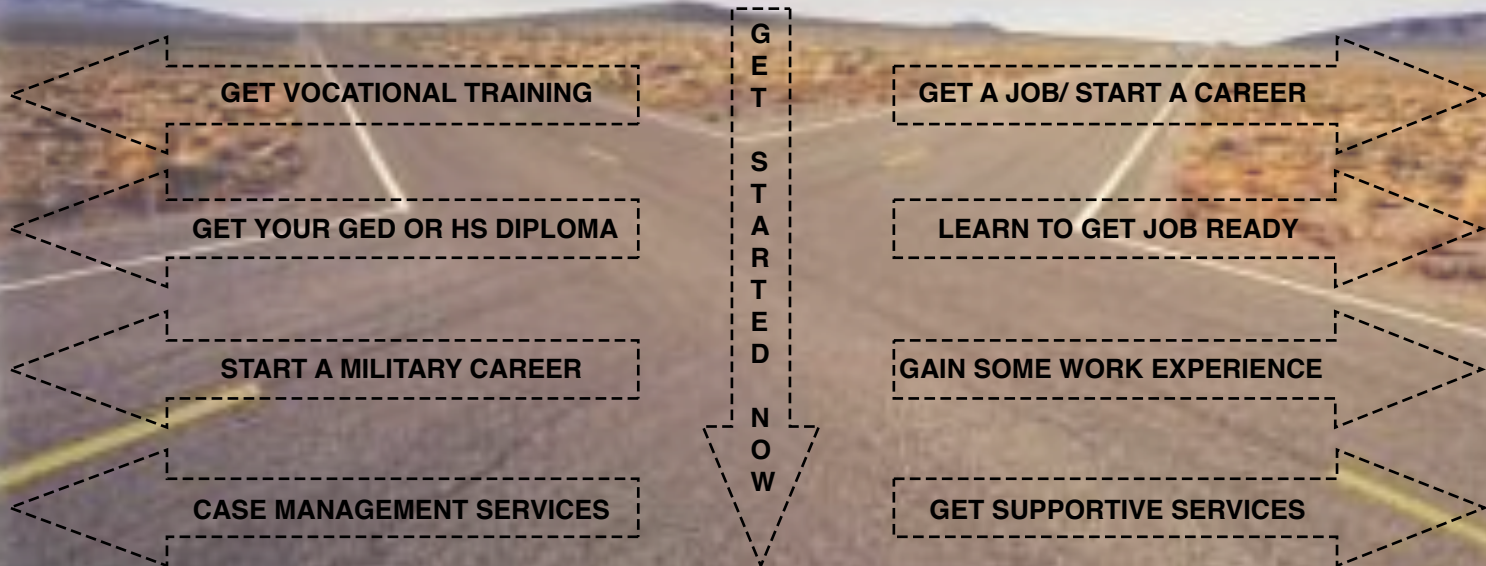 GET VOCATIONAL TRAINING
GET YOUR GED OR HS DIPLOMA
START A MILITARY CAREER
CASE MANAGEMENT SERVICES
GET STARTED NOW
GET A JOB/ START A CAREER
LEARN TO GET JOB READY
GAIN SOME WORK EXPERIENCE
GET SUPPORTIVE SERVICES